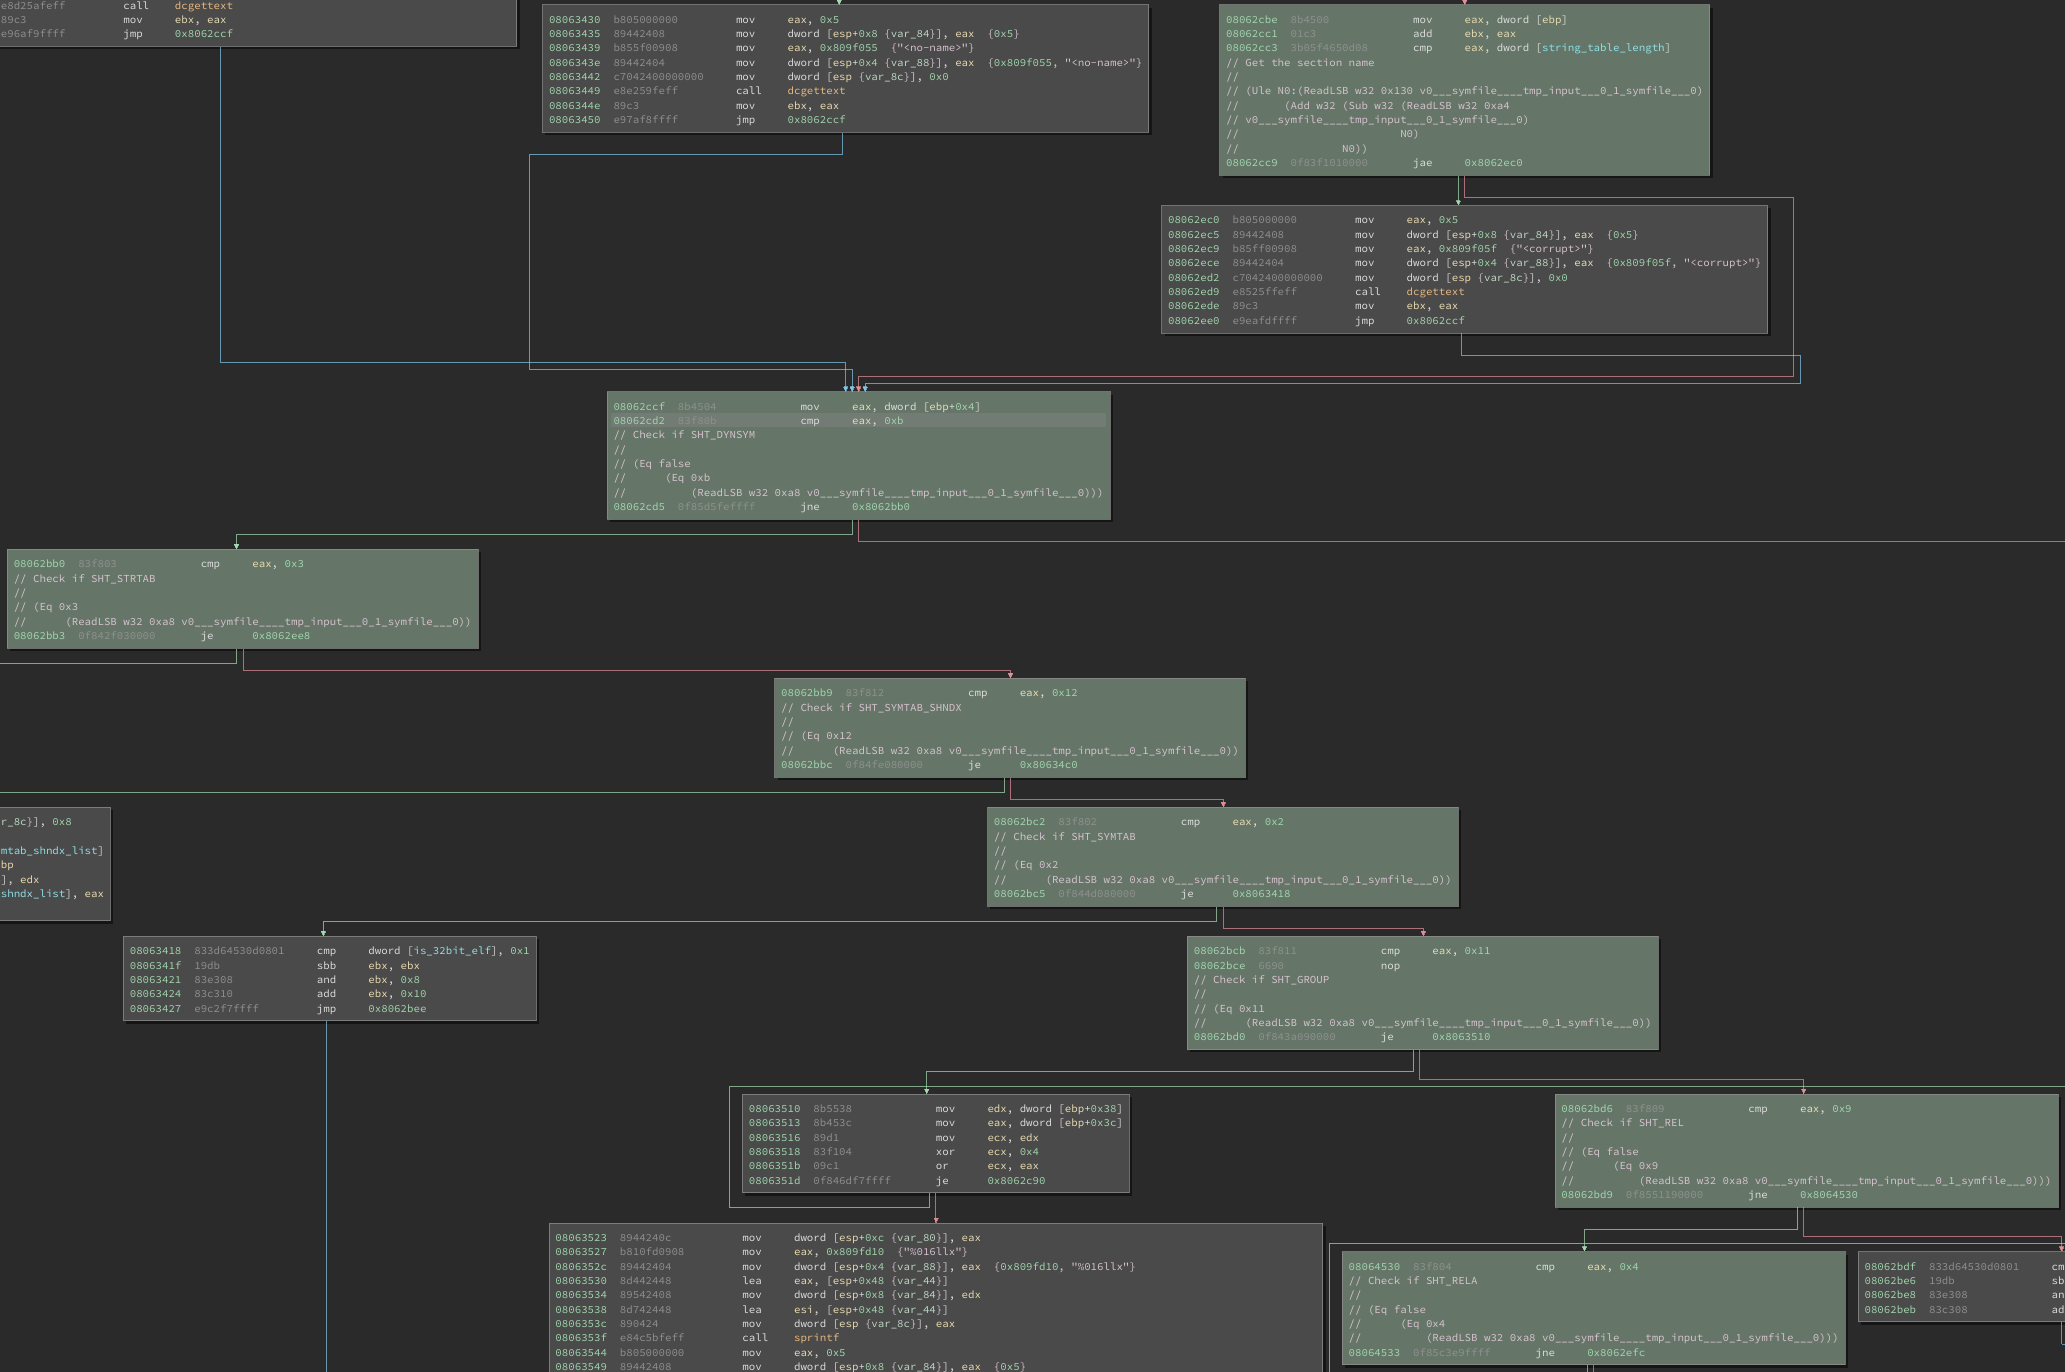 e8d25afeff call dcgettext
89c3 mov ebx, eax
e96af9ffff jmp 0x8062ccf
08063430 b805000000 mov eax, 0x5
08063435 89442408 mov dword [esp+0x8 {var_84}], eax {0x5}
08063439 b855f00908 mov eax, 0x809f055 {"<no-name>"}
0806343e 89442404 mov dword [esp+0x4 {var_88}], eax {0x809f055, "<no-name>"}
08063442 c7042400000000 mov dword [esp {var_8c}], 0x0
08063449 e8e259feff call dcgettext
0806344e 89c3 mov ebx, eax
08063450 e97af8ffff jmp 0x8062ccf
08062cbe 8b4500 mov eax, dword [ebp]
08062cc1 01c3 add ebx, eax
08062cc3 3b05f4650d08 cmp eax, dword [string_table_length]
// Get the section name
//
// (Ule N0:(ReadLSB w32 0x130 v0___symfile____tmp_input___0_1_symfile___0)
// (Add w32 (Sub w32 (ReadLSB w32 0xa4
// v0___symfile____tmp_input___0_1_symfile___0)
// N0)
// N0))
08062cc9 0f83f1010000 jae 0x8062ec0
08062ec0 b805000000 mov eax, 0x5
08062ec5 89442408 mov dword [esp+0x8 {var_84}], eax {0x5}
08062ec9 b85ff00908 mov eax, 0x809f05f {"<corrupt>"}
08062ece 89442404 mov dword [esp+0x4 {var_88}], eax {0x809f05f, "<corrupt>"}
08062ed2 c7042400000000 mov dword [esp {var_8c}], 0x0
08062ed9 e8525ffeff call dcgettext
08062ede 89c3 mov ebx, eax
08062ee0 e9eafdffff jmp 0x8062ccf
08062ccf 8b4504 mov eax, dword [ebp+0x4]
08062cd2 83f80b cmp eax, 0xb
// Check if SHT_DYNSYM
//
// (Eq false
// (Eq 0xb
// (ReadLSB w32 0xa8 v0___symfile____tmp_input___0_1_symfile___0)))
08062cd5 0f85d5feffff jne 0x8062bb0
08062bb0 83f803 cmp eax, 0x3
// Check if SHT_STRTAB
//
// (Eq 0x3
// (ReadLSB w32 0xa8 v0___symfile____tmp_input___0_1_symfile___0))
08062bb3 0f842f030000 je 0x8062ee8
08062bb9 83f812 cmp eax, 0x12
// Check if SHT_SYMTAB_SHNDX
//
// (Eq 0x12
// (ReadLSB w32 0xa8 v0___symfile____tmp_input___0_1_symfile___0))
08062bbc 0f84fe080000 je 0x80634c0
r_8c}], 0x8
mtab_shndx_list]
bp
], edx
shndx_list], eax
08062bc2 83f802 cmp eax, 0x2
// Check if SHT_SYMTAB
//
// (Eq 0x2
// (ReadLSB w32 0xa8 v0___symfile____tmp_input___0_1_symfile___0))
08062bc5 0f844d080000 je 0x8063418
08063418 833d64530d0801 cmp dword [is_32bit_elf], 0x1
0806341f 19db sbb ebx, ebx
08063421 83e308 and ebx, 0x8
08063424 83c310 add ebx, 0x10
08063427 e9c2f7ffff jmp 0x8062bee
08062bcb 83f811 cmp eax, 0x11
08062bce 6690 nop
// Check if SHT_GROUP
//
// (Eq 0x11
// (ReadLSB w32 0xa8 v0___symfile____tmp_input___0_1_symfile___0))
08062bd0 0f843a090000 je 0x8063510
08063510 8b5538 mov edx, dword [ebp+0x38]
08063513 8b453c mov eax, dword [ebp+0x3c]
08063516 89d1 mov ecx, edx
08063518 83f104 xor ecx, 0x4
0806351b 09c1 or ecx, eax
0806351d 0f846df7ffff je 0x8062c90
08062bd6 83f809 cmp eax, 0x9
// Check if SHT_REL
//
// (Eq false
// (Eq 0x9
// (ReadLSB w32 0xa8 v0___symfile____tmp_input___0_1_symfile___0)))
08062bd9 0f8551190000 jne 0x8064530
08063523 8944240c mov dword [esp+0xc {var_80}], eax
08063527 b810fd0908 mov eax, 0x809fd10 {"%016llx"}
0806352c 89442404 mov dword [esp+0x4 {var_88}], eax {0x809fd10, "%016llx"}
08063530 8d442448 lea eax, [esp+0x48 {var_44}]
08063534 89542408 mov dword [esp+0x8 {var_84}], edx
08063538 8d742448 lea esi, [esp+0x48 {var_44}]
0806353c 890424 mov dword [esp {var_8c}], eax
0806353f e84c5bfeff call sprintf
08063544 b805000000 mov eax, 0x5
08063549 89442408 mov dword [esp+0x8 {var_84}], eax {0x5}
08064530 83f804 cmp eax, 0x4
// Check if SHT_RELA
//
// (Eq false
// (Eq 0x4
// (ReadLSB w32 0xa8 v0___symfile____tmp_input___0_1_symfile___0)))
08064533 0f85c3e9ffff jne 0x8062efc
08062bdf 833d64530d0801 cm
08062be6 19db sb
08062be8 83e308 an
08062beb 83c308 ad